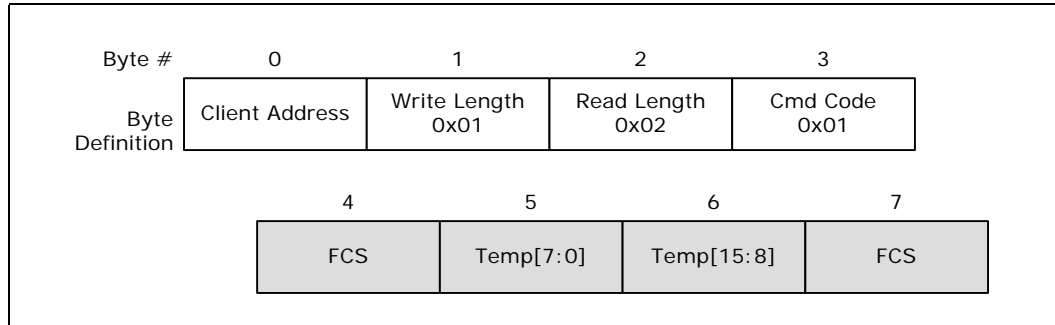 Byte # 0 1 2 3
Byte Definition
Client Address
Write Length
0x01
Read Length
0x02
Cmd Code
0x01
4 5 6 7
FCS Temp[7:0] Temp[15:8] FCS